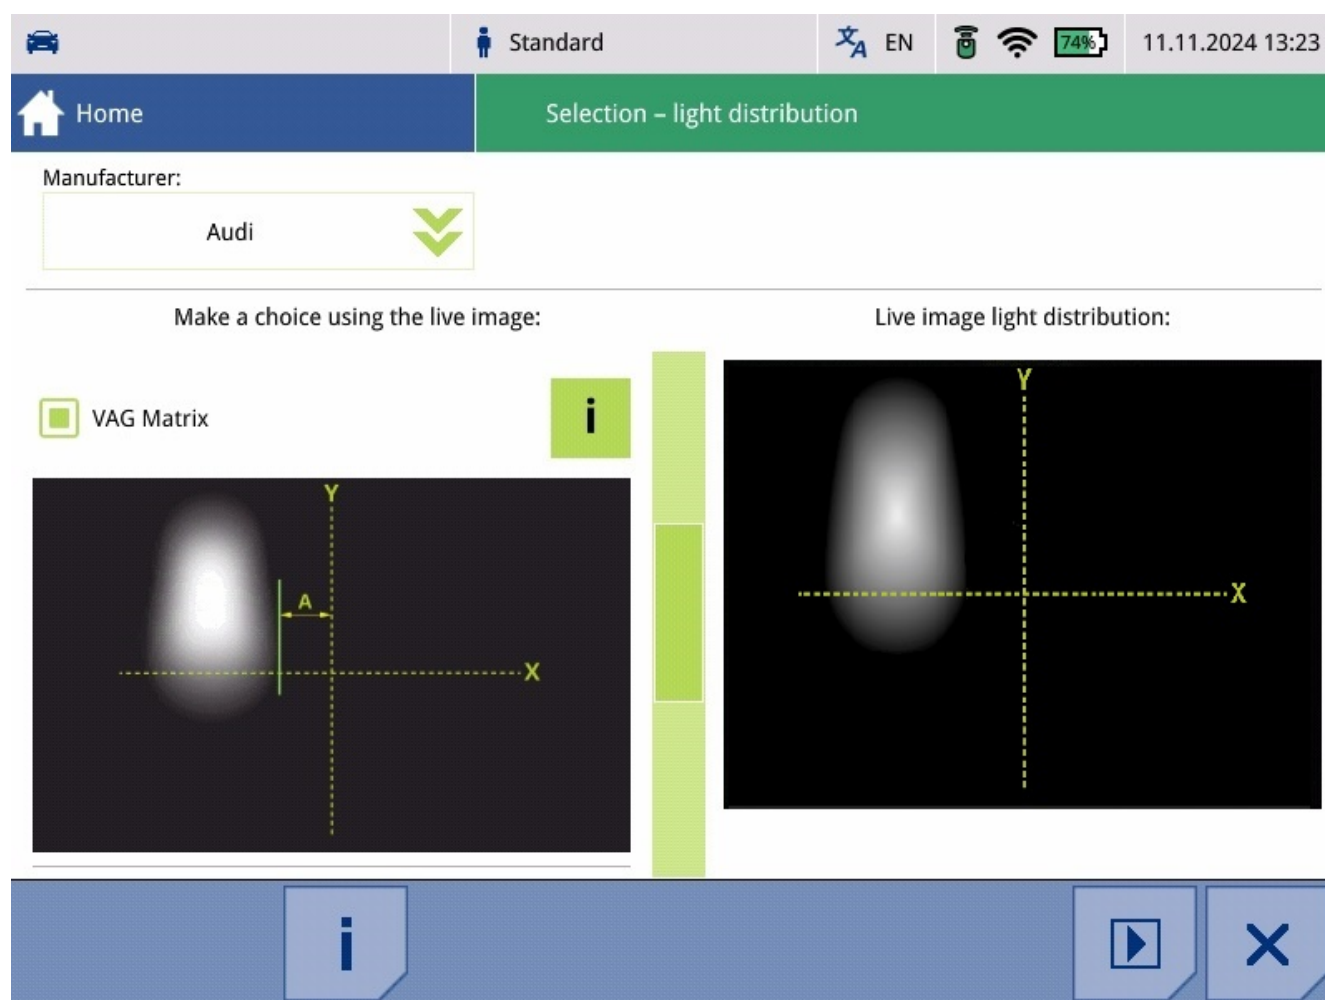 Standard
EN
74%
11.11.2024 13:23
Home
Selection – light distribution
Manufacturer:
Audi
Make a choice using the live image:
Live image light distribution:
VAG Matrix
i
Y
A
X
Y
X
i